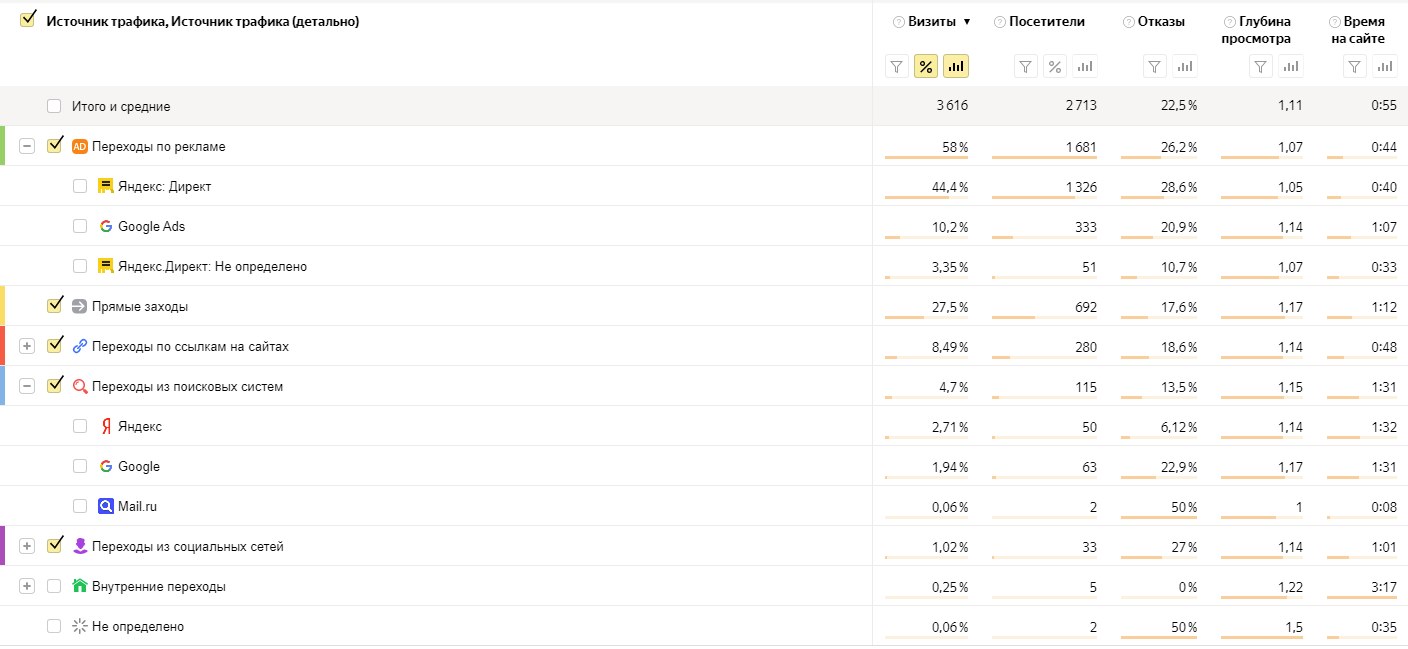 Источник трафика, Источник трафика (детально) Визиты ▼ Посетители Отказы Глубина просмотра Время на сайте
% %
Итого и средние 3 616 2 713 22,5 % 1,11 0:55
AD Переходы по рекламе 58 % 1 681 26,2 % 1,07 0:44
Яндекс: Директ 44,4 % 1 326 28,6 % 1,05 0:40
Google Ads 10,2 % 333 20,9 % 1,14 1:07
Яндекс.Директ: Не определено 3,35 % 51 10,7 % 1,07 0:33
Прямые заходы 27,5 % 692 17,6 % 1,17 1:12
Переходы по ссылкам на сайтах 8,49 % 280 18,6 % 1,14 0:48
Переходы из поисковых систем 4,7 % 115 13,5 % 1,15 1:31
Яндекс 2,71 % 50 6,12 % 1,14 1:32
Google 1,94 % 63 22,9 % 1,17 1:31
Mail.ru 0,06 % 2 50 % 1 0:08
Переходы из социальных сетей 1,02 % 33 27 % 1,14 1:01
Внутренние переходы 0,25 % 5 0 % 1,22 3:17
Не определено 0,06 % 2 50 % 1,5 0:35